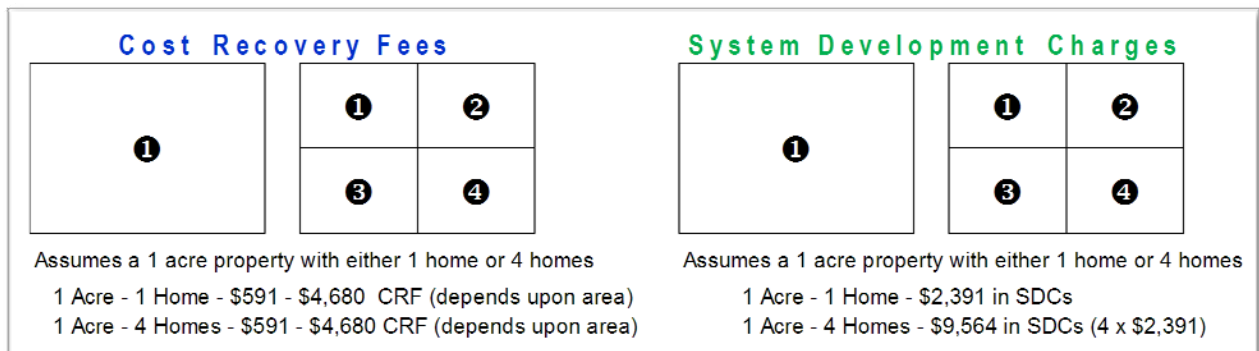 Cost Recovery Fees
❶
❶ ❷
❸ ❹
Assumes a 1 acre property with either 1 home or 4 homes
1 Acre - 1 Home - $591 - $4,680 CRF (depends upon area)
1 Acre - 4 Homes - $591 - $4,680 CRF (depends upon area)
System Development Charges
❶
❶ ❷
❸ ❹
Assumes a 1 acre property with either 1 home or 4 homes
1 Acre - 1 Home - $2,391 in SDCs
1 Acre - 4 Homes - $9,564 in SDCs (4 x $2,391)